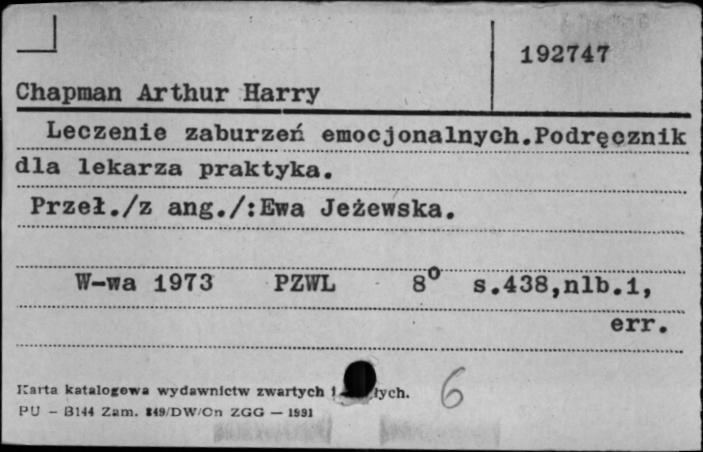 192747
Chapman Arthur Harry
Leczenie zaburzeń emocjonalnych.Podręcznik
dla lekarza praktyka.
Przeł./z ang./:Ewa Jeżewska.
W-wa 1973 PZWL 8° s.438,nlb.1,
err.
Karta katalogowa wydawnictw zwartych łych.
6
PU - B144 Zam. 849/DW/On ZGG - 1991